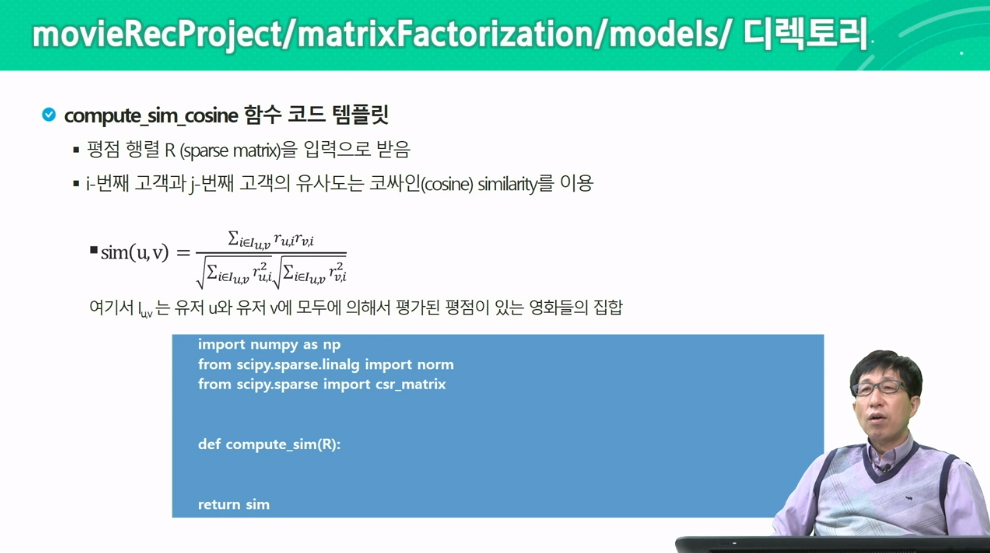 movieRecProject/matrixFactorization/models/ 디렉토리
compute_sim_cosine 함수 코드 템플릿
▪ 평점 행렬 R (sparse matrix)을 입력으로 받음
▪ i-번째 고객과 j-번째 고객의 유사도는 코싸인(cosine) similarity를 이용
▪ sim(u, v) = \frac{\sum_{i∈I_{u,v}} r_{u,i} r_{v,i}}{\sqrt{\sum_{i∈I_{u,v}} r_{u,i}^2} \sqrt{\sum_{i∈I_{u,v}} r_{v,i}^2}}
여기서 I_{u,v} 는 유저 u와 유저 v에 모두에 의해서 평가된 평점이 있는 영화들의 집합
import numpy as np
from scipy.sparse.linalg import norm
from scipy.sparse import csr_matrix
def compute_sim(R):
return sim